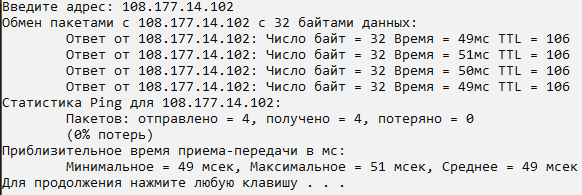 Введите адрес: 108.177.14.102
Обмен пакетами с 108.177.14.102 с 32 байтами данных:
Ответ от 108.177.14.102: Число байт = 32 Время = 49мс TTL = 106
Ответ от 108.177.14.102: Число байт = 32 Время = 51мс TTL = 106
Ответ от 108.177.14.102: Число байт = 32 Время = 50мс TTL = 106
Ответ от 108.177.14.102: Число байт = 32 Время = 49мс TTL = 106
Статистика Ping для 108.177.14.102:
Пакетов: отправлено = 4, получено = 4, потеряно = 0
(0% потерь)
Приблизительное время приема-передачи в мс:
Минимальное = 49 мсек, Максимальное = 51 мсек, Среднее = 49 мсек
Для продолжения нажмите любую клавишу . . .